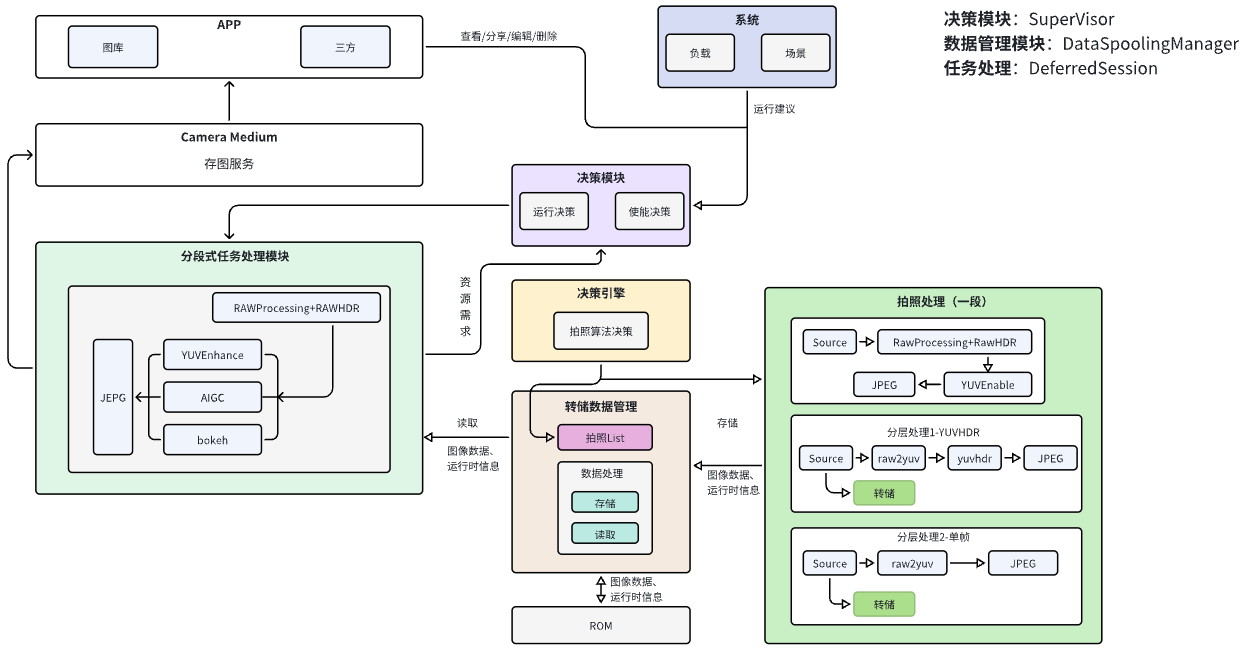 APP
图库
三方
查看/分享/编辑/删除
系统
负载
场景
决策模块：SuperVisor
数据管理模块：DataSpoolingManager
任务处理：DeferredSession
运行建议
Camera Medium
存图服务
决策模块
运行决策
使能决策
分段式任务处理模块
RAWProcessing+RAWHDR
YUVEnhance
JEPG
AIGC
bokeh
资
源
需
求
决策引擎
拍照算法决策
读取
图像数据、
运行时信息
转储数据管理
拍照List
数据处理
存储
读取
存储
图像数据、
运行时信息
图像数据、
运行时信息
ROM
拍照处理（一段）
Source
RawProcessing+RawHDR
JPEG
YUVEnable
分层处理1-YUVHDR
Source
raw2yuv
yuvhdr
JPEG
转储
分层处理2-单帧
Source
raw2yuv
JPEG
转储